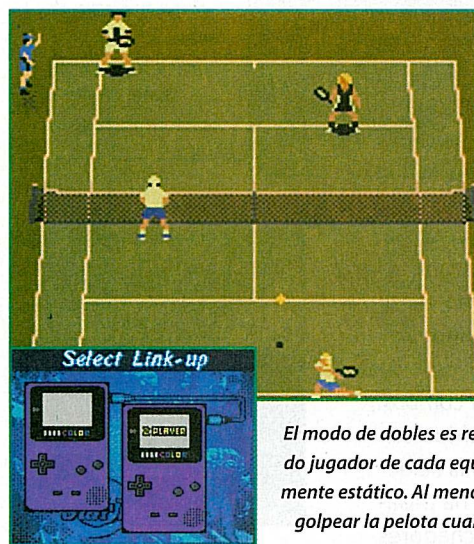 Select Link-up
2 PLAYER
COLOR
COLOR
El modo de dobles es re
do jugador de cada equ
mente estático. Al meno
golpear la pelota cuan